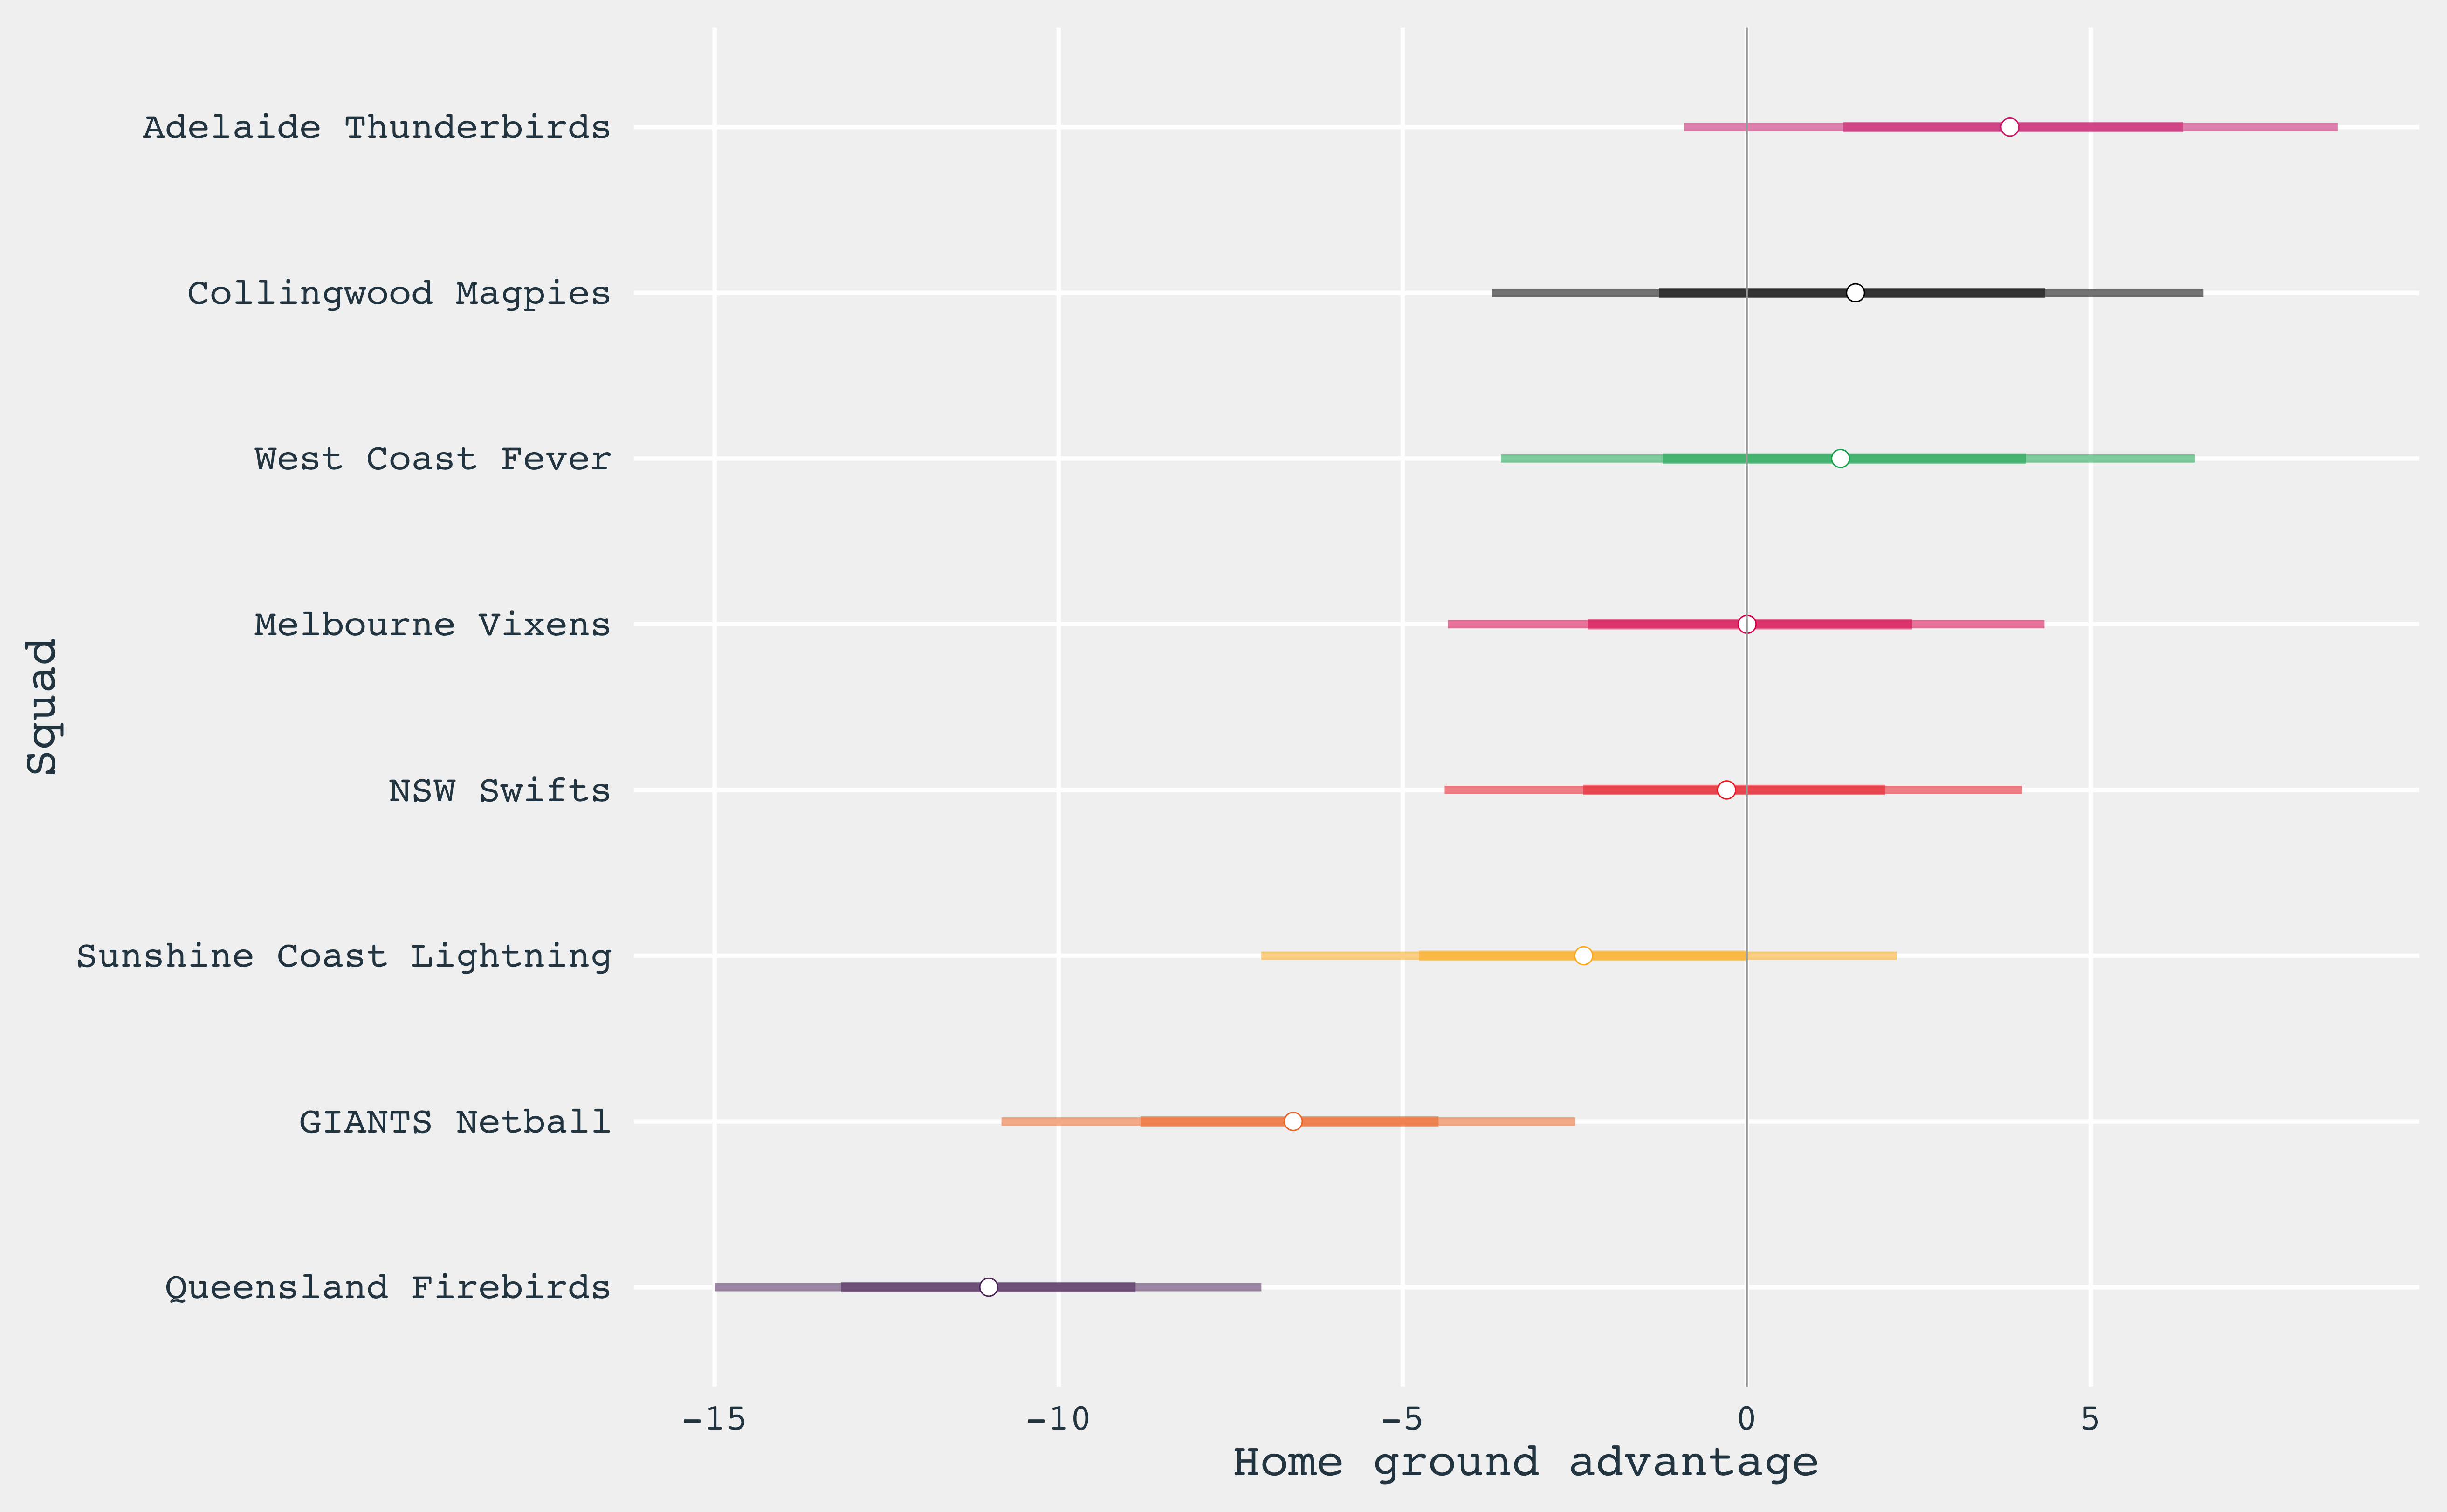 Adelaide Thunderbirds
Collingwood Magpies
West Coast Fever
Melbourne Vixens
NSW Swifts
Sunshine Coast Lightning
GIANTS Netball
Queensland Firebirds
Squad
-15 -10 -5 0 5
Home ground advantage